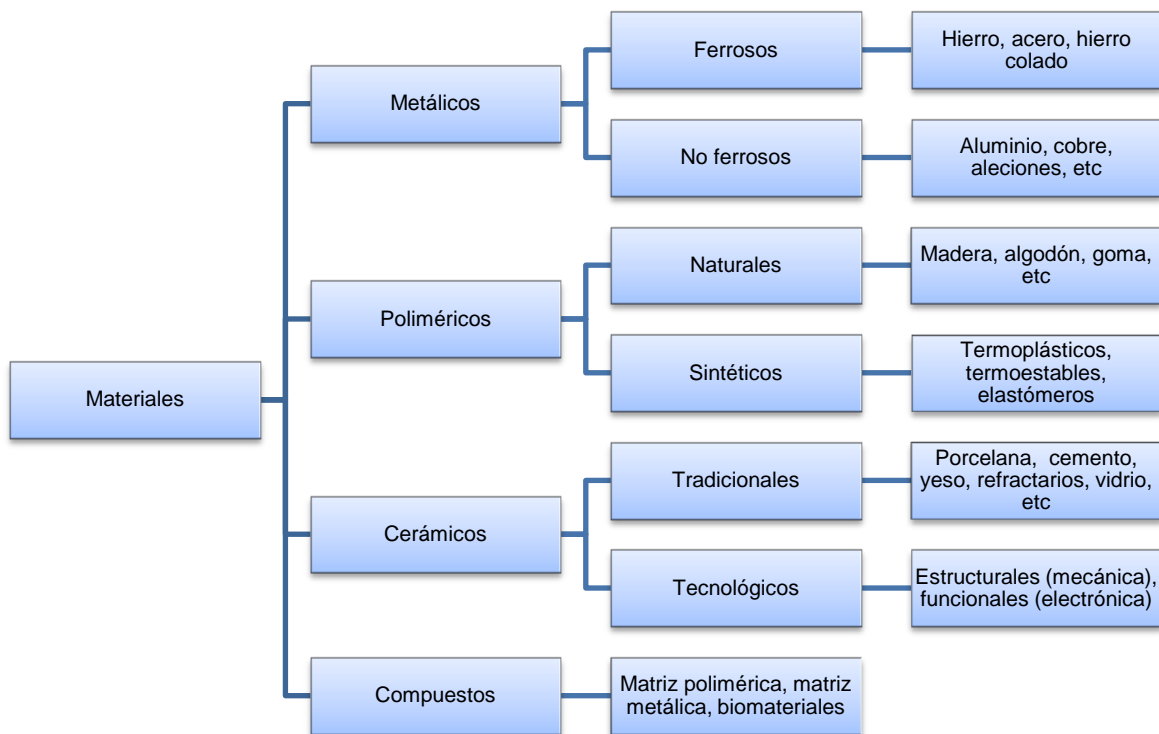 Materiales
Metálicos
Ferrosos
Hierro, acero, hierro
colado
No ferrosos
Aluminio, cobre,
aleciones, etc
Poliméricos
Naturales
Madera, algodón, goma,
etc
Sintéticos
Termoplásticos,
termoestables,
elastómeros
Cerámicos
Tradicionales
Porcelana, cemento,
yeso, refractarios, vidrio,
etc
Tecnológicos
Estructurales (mecánica),
funcionales (electrónica)
Compuestos
Matriz polimérica, matriz
metálica, biomateriales